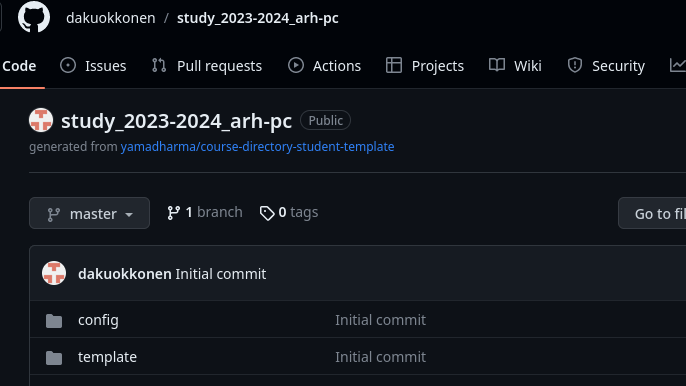 dakuokkonen / study_2023-2024_arh-pc
Code Issues Pull requests Actions Projects Wiki Security
study_2023-2024_arh-pc Public
generated from yamadharma/course-directory-student-template
master 1 branch 0 tags Go to fil
dakuokkonen Initial commit
config Initial commit
template Initial commit